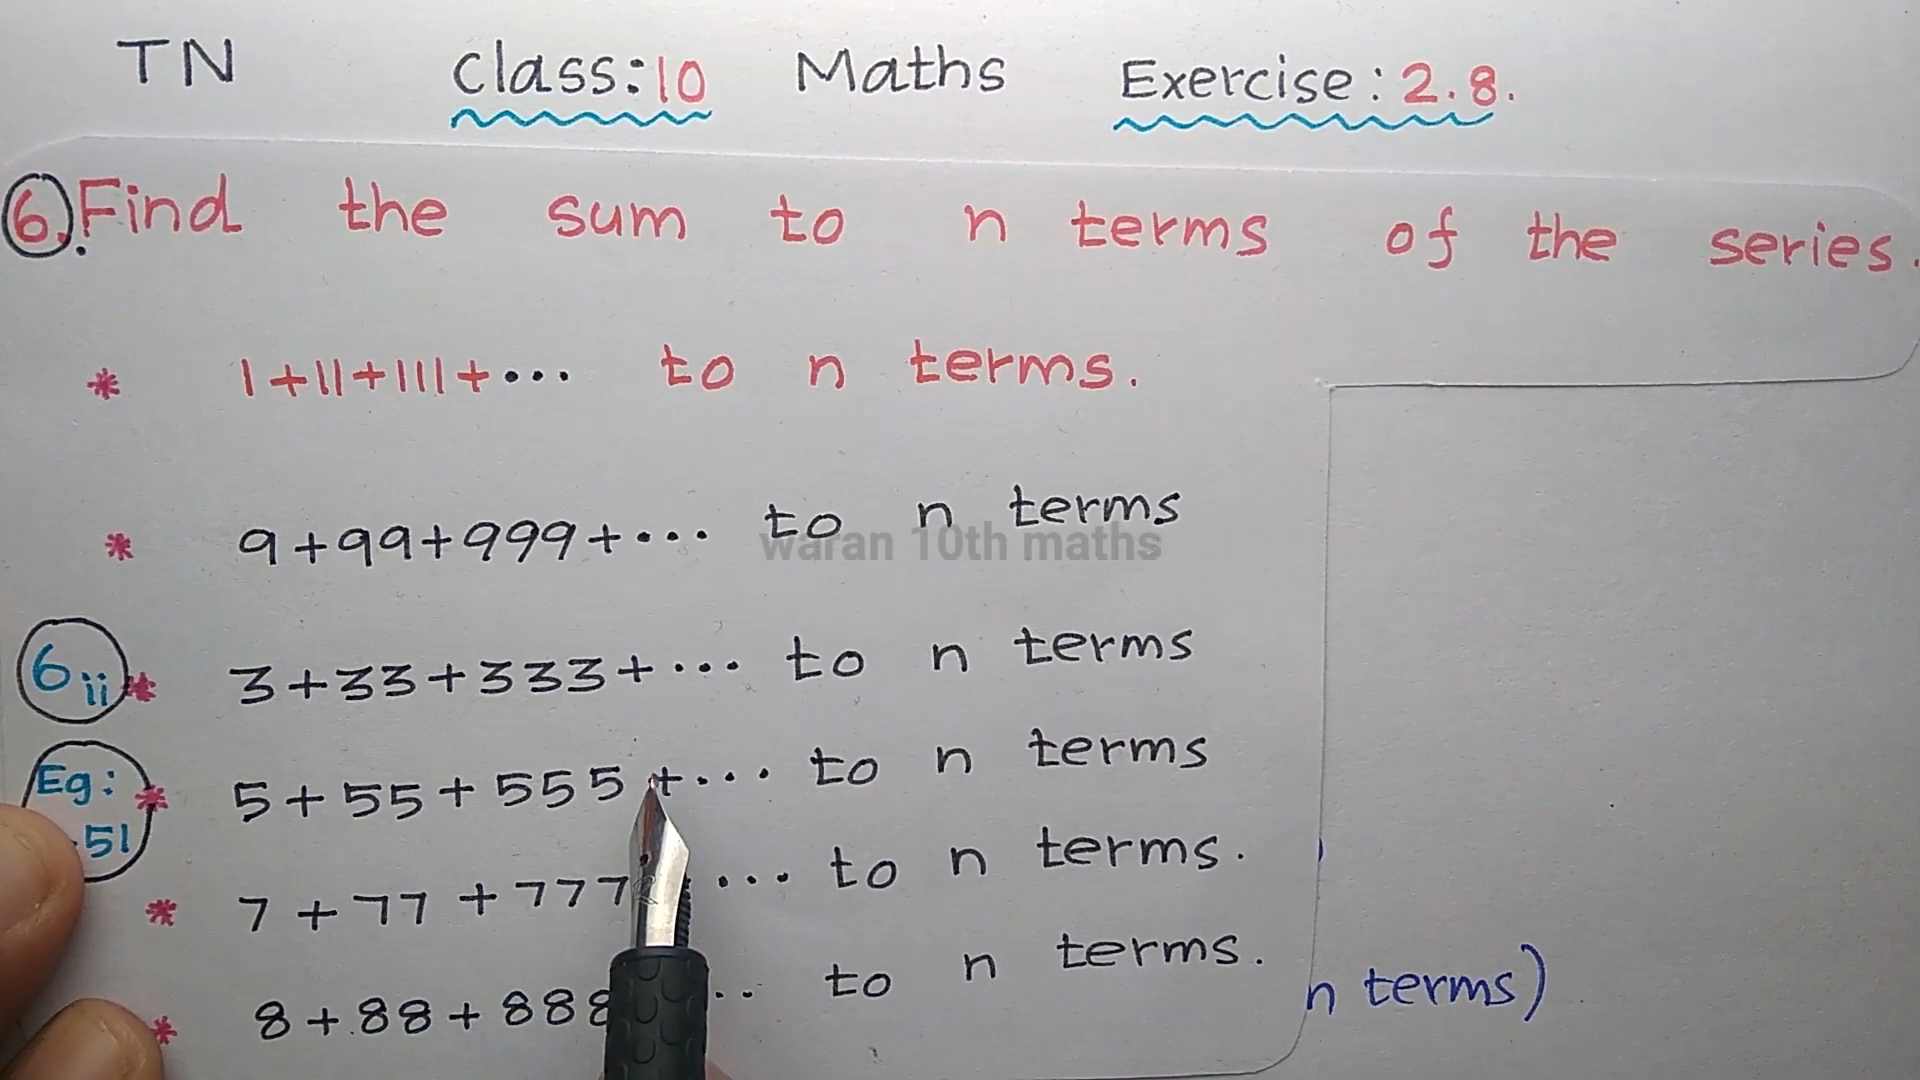 TN Class:10 Maths Exercise: 2.8.
6. Find the sum to n terms of the series.
* 1+11+111+... to n terms.
* 9+99+999+... to n terms
waran 10th maths
6 ii * 3+33+333+... to n terms
Eg: * 5+55+555+... to n terms
51
* 7+77+777 ... to n terms.
* 8+88+888 .. to n terms.
n terms)